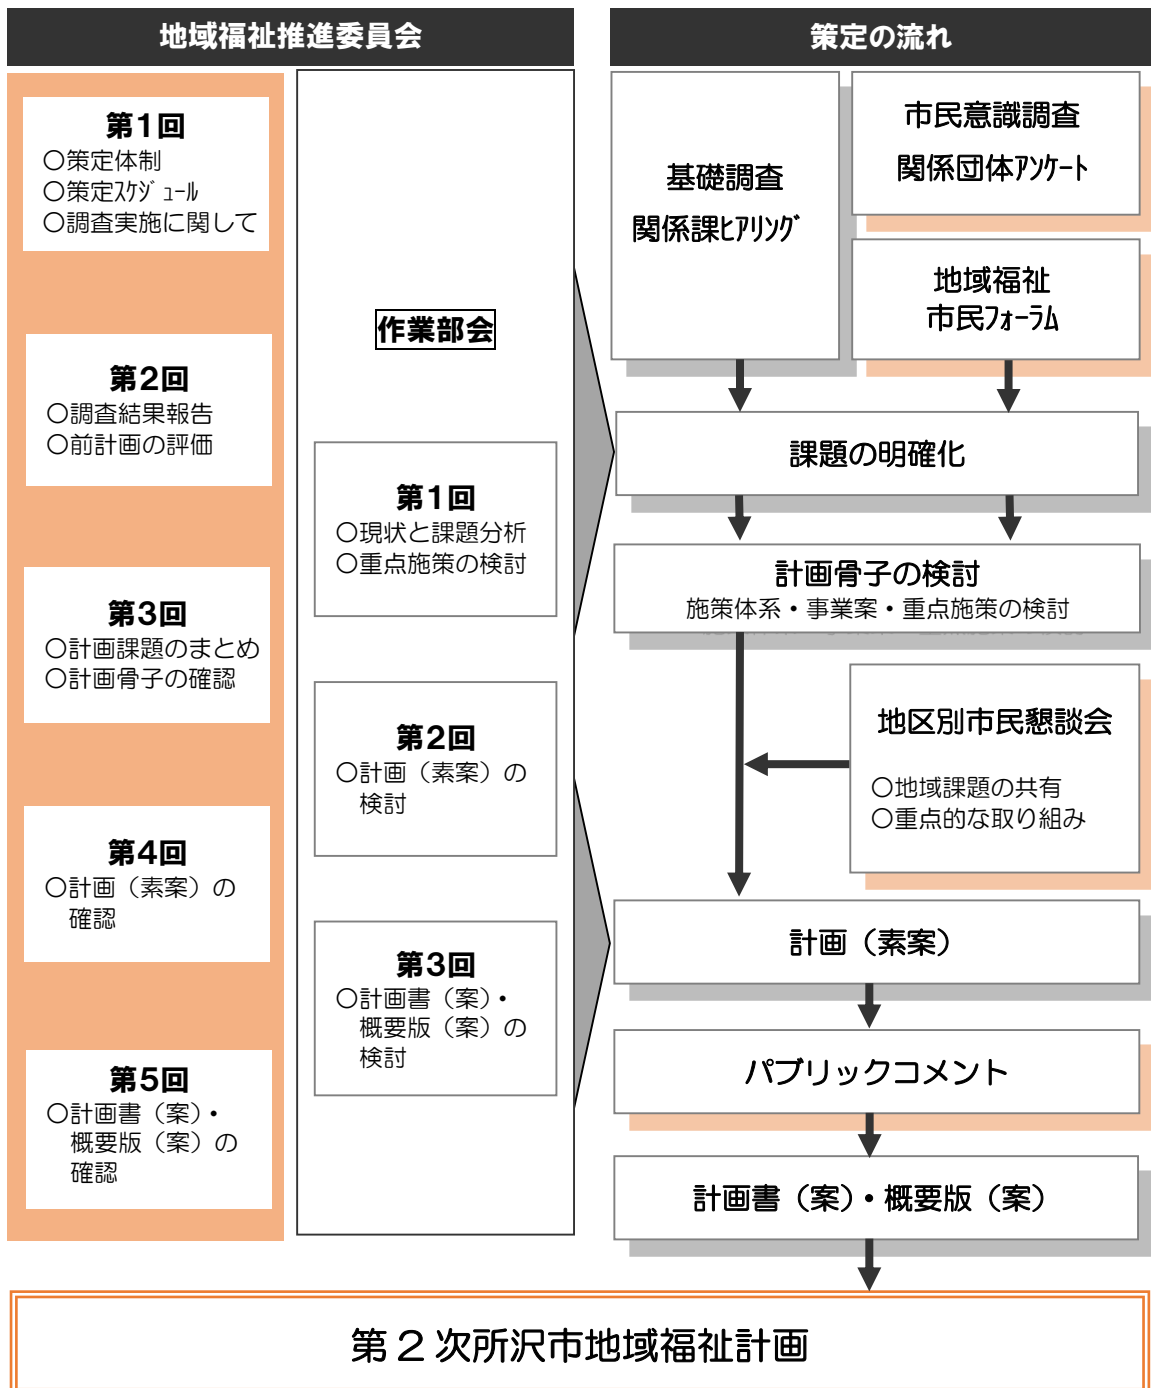 地域福祉推進委員会
第1回
○策定体制
○策定ｽｹｼﾞｭｰﾙ
○調査実施に関して
第2回
○調査結果報告
○前計画の評価
第3回
○計画課題のまとめ
○計画骨子の確認
第4回
○計画（素案）の
確認
第5回
○計画書（案）・
概要版（案）の
確認
作業部会
第1回
○現状と課題分析
○重点施策の検討
第2回
○計画（素案）の
検討
第3回
○計画書（案）・
概要版（案）の
検討
策定の流れ
基礎調査
関係課ﾋｱﾘﾝｸﾞ
市民意識調査
関係団体ｱﾝｹｰﾄ
地域福祉
市民ﾌｫｰﾗﾑ
課題の明確化
計画骨子の検討
施策体系・事業案・重点施策の検討
地区別市民懇談会
○地域課題の共有
○重点的な取り組み
計画（素案）
パブリックコメント
計画書（案）・概要版（案）
第２次所沢市地域福祉計画